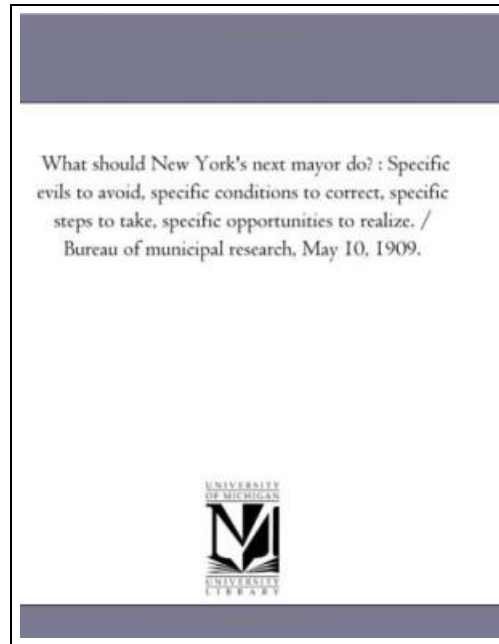 What should New York's next mayor do? : Specific
evils to avoid, specific conditions to correct, specific
steps to take, specific opportunities to realize. /
Bureau of municipal research, May 10, 1909.
UNIVERSITY
OF MICHIGAN
UNIVERSITY
LIBRARY